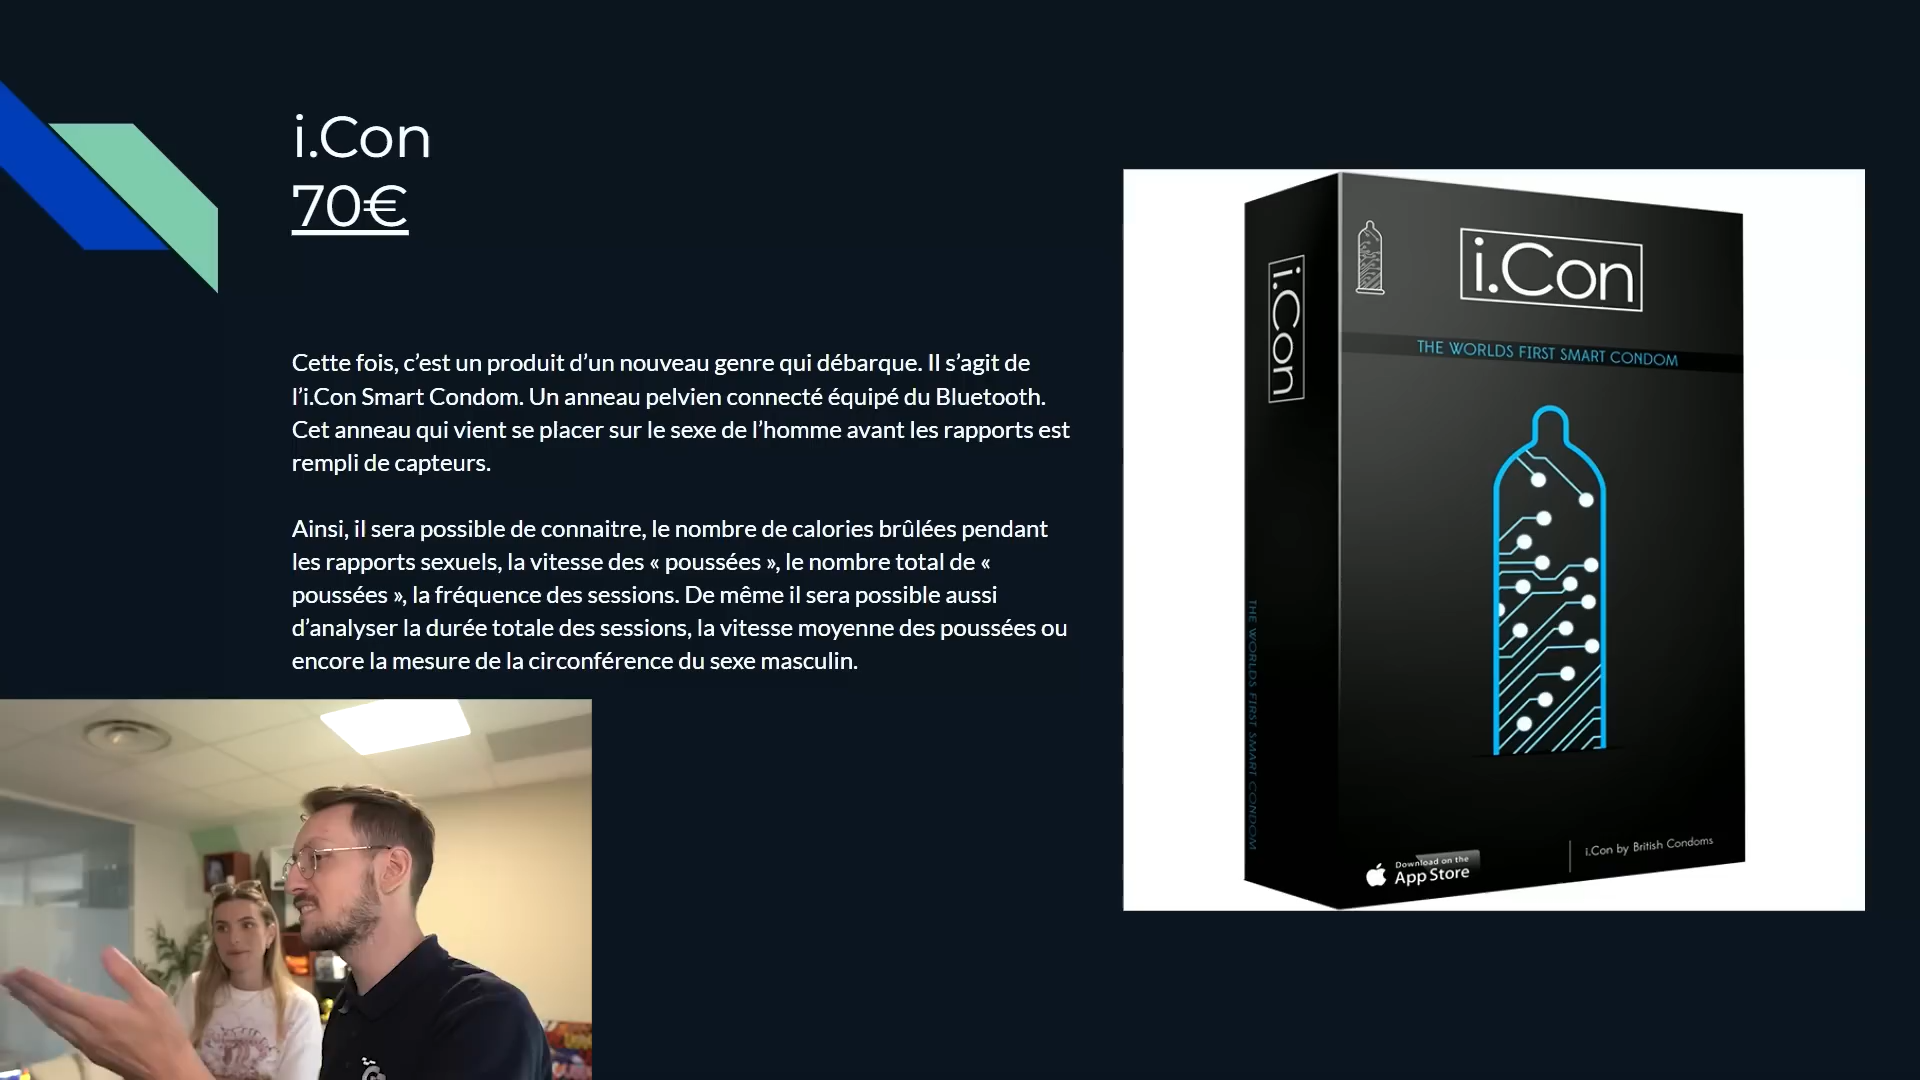 i.Con
70€
Cette fois, c’est un produit d’un nouveau genre qui débarque. Il s’agit de
l’i.Con Smart Condom. Un anneau pelvien connecté équipé du Bluetooth.
Cet anneau qui vient se placer sur le sexe de l’homme avant les rapports est
rempli de capteurs.
Ainsi, il sera possible de connaitre, le nombre de calories brûlées pendant
les rapports sexuels, la vitesse des « poussées », le nombre total de «
poussées », la fréquence des sessions. De même il sera possible aussi
d’analyser la durée totale des sessions, la vitesse moyenne des poussées ou
encore la mesure de la circonférence du sexe masculin.
i.Con
THE WORLDS FIRST SMART CONDOM
i.Con
THE WORLDS FIRST SMART CONDOM
Download on the
App Store
i.Con by British Condoms